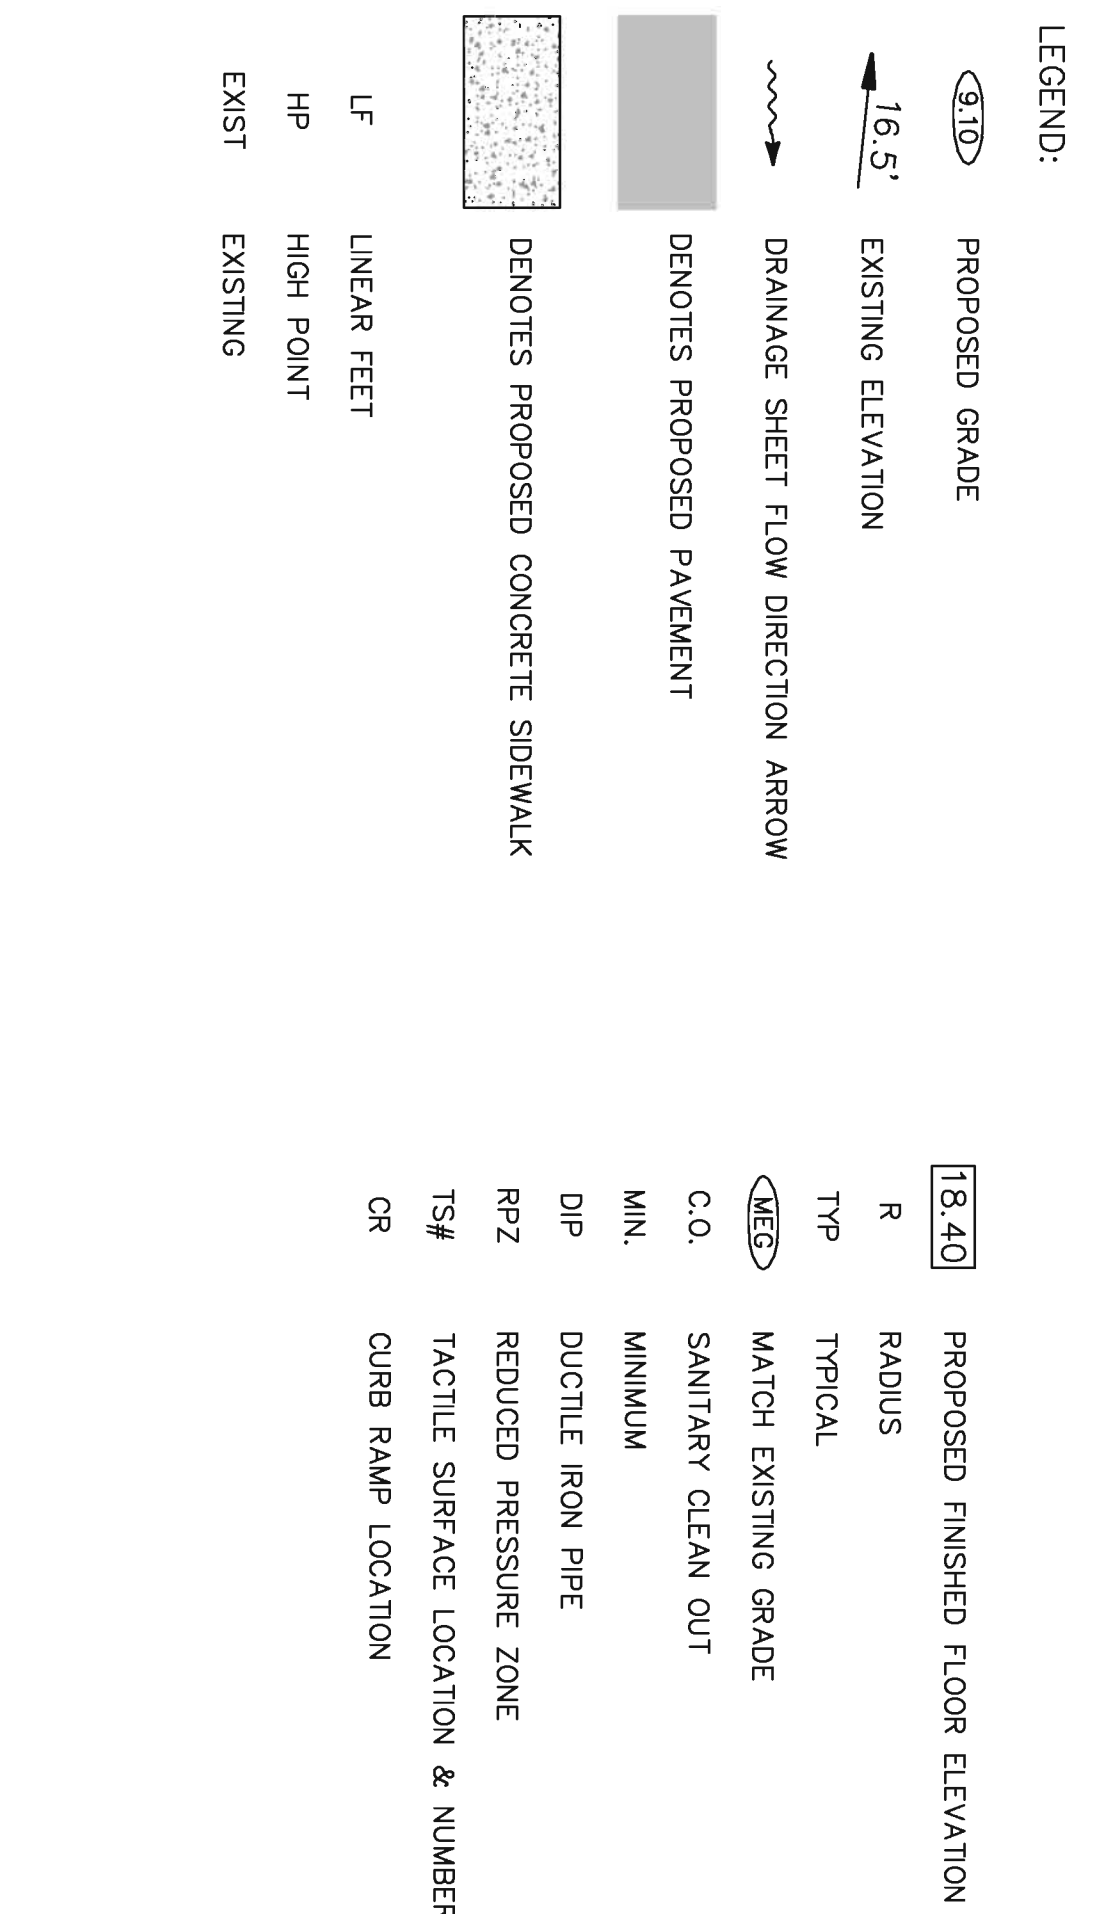 LEGEND:
9.10 PROPOSED GRADE
16.5' EXISTING ELEVATION
DRAINAGE SHEET FLOW DIRECTION ARROW
DENOTES PROPOSED PAVEMENT
DENOTES PROPOSED CONCRETE SIDEWALK
LF LINEAR FEET
HP HIGH POINT
EXIST EXISTING
18.40 PROPOSED FINISHED FLOOR ELEVATION
R RADIUS
TYP TYPICAL
MEG MATCH EXISTING GRADE
C.O. SANITARY CLEAN OUT
MIN. MINIMUM
DIP DUCTILE IRON PIPE
RPZ REDUCED PRESSURE ZONE
TS# TACTILE SURFACE LOCATION & NUMBER
CR CURB RAMP LOCATION